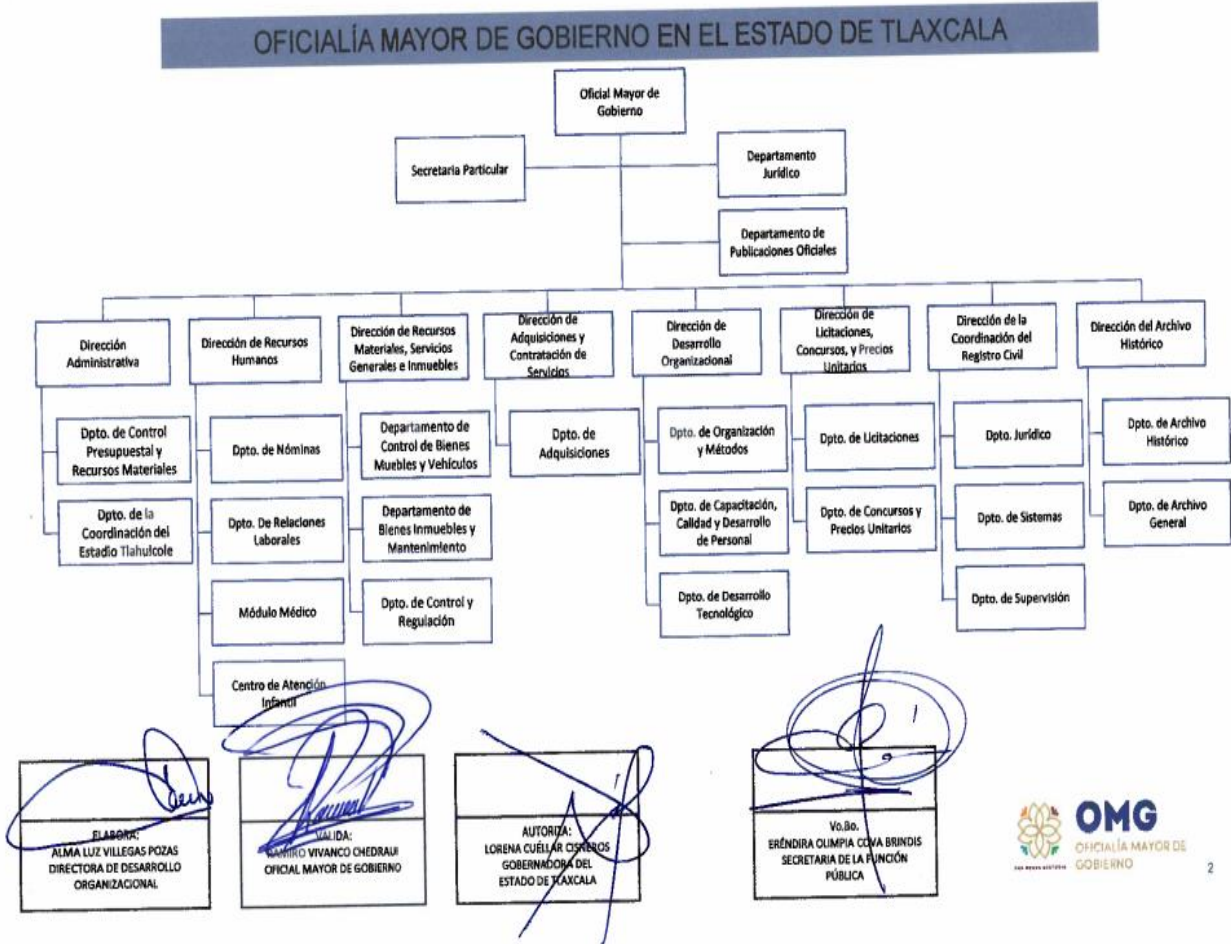 OFICIALÍA MAYOR DE GOBIERNO EN EL ESTADO DE TLAXCALA
Oficial Mayor de
Gobierno
Secretaria Particular
Departamento
Jurídico
Departamento de
Publicaciones Oficiales
Dirección
Administrativa
Dirección de Recursos
Humanos
Dirección de Recursos
Materiales, Servicios
Generales e Inmuebles
Dirección de
Adquisiciones y
Contratación de
Servicios
Dirección de
Desarrollo
Organizacional
Dirección de
Licitaciones,
Concursos, y Precios
Unitarios
Dirección de la
Coordinación del
Registro Civil
Dirección del Archivo
Histórico
Dpto. de Control
Presupuestal y
Recursos Materiales
Dpto. de la
Coordinación del
Estadio Tlahuicole
Dpto. de Nóminas
Dpto. De Relaciones
Laborales
Módulo Médico
Centro de Atención
Infantil
Departamento de
Control de Bienes
Muebles y Vehículos
Departamento de
Bienes Inmuebles y
Mantenimiento
Dpto. de Control y
Regulación
Dpto. de
Adquisiciones
Dpto. de Organización
y Métodos
Dpto. de Capacitación,
Calidad y Desarrollo
de Personal
Dpto. de Desarrollo
Tecnológico
Dpto. de Licitaciones
Dpto. de Concursos y
Precios Unitarios
Dpto. Jurídico
Dpto. de Sistemas
Dpto. de Supervisión
Dpto. de Archivo
Histórico
Dpto. de Archivo
General
ELABORA:
ALMA LUZ VILLEGAS POZAS
DIRECTORA DE DESARROLLO
ORGANIZACIONAL
VALIDA:
RAMIRO VIVANCO CHEDRAUI
OFICIAL MAYOR DE GOBIERNO
AUTORIZA:
LORENA CUÉLLAR CISNEROS
GOBERNADORA DEL
ESTADO DE TLAXCALA
Vo.Bo.
ERÉNDIRA OLIMPIA COVA BRINDIS
SECRETARIA DE LA FUNCIÓN
PÚBLICA
OMG
OFICIALÍA MAYOR DE
GOBIERNO
2